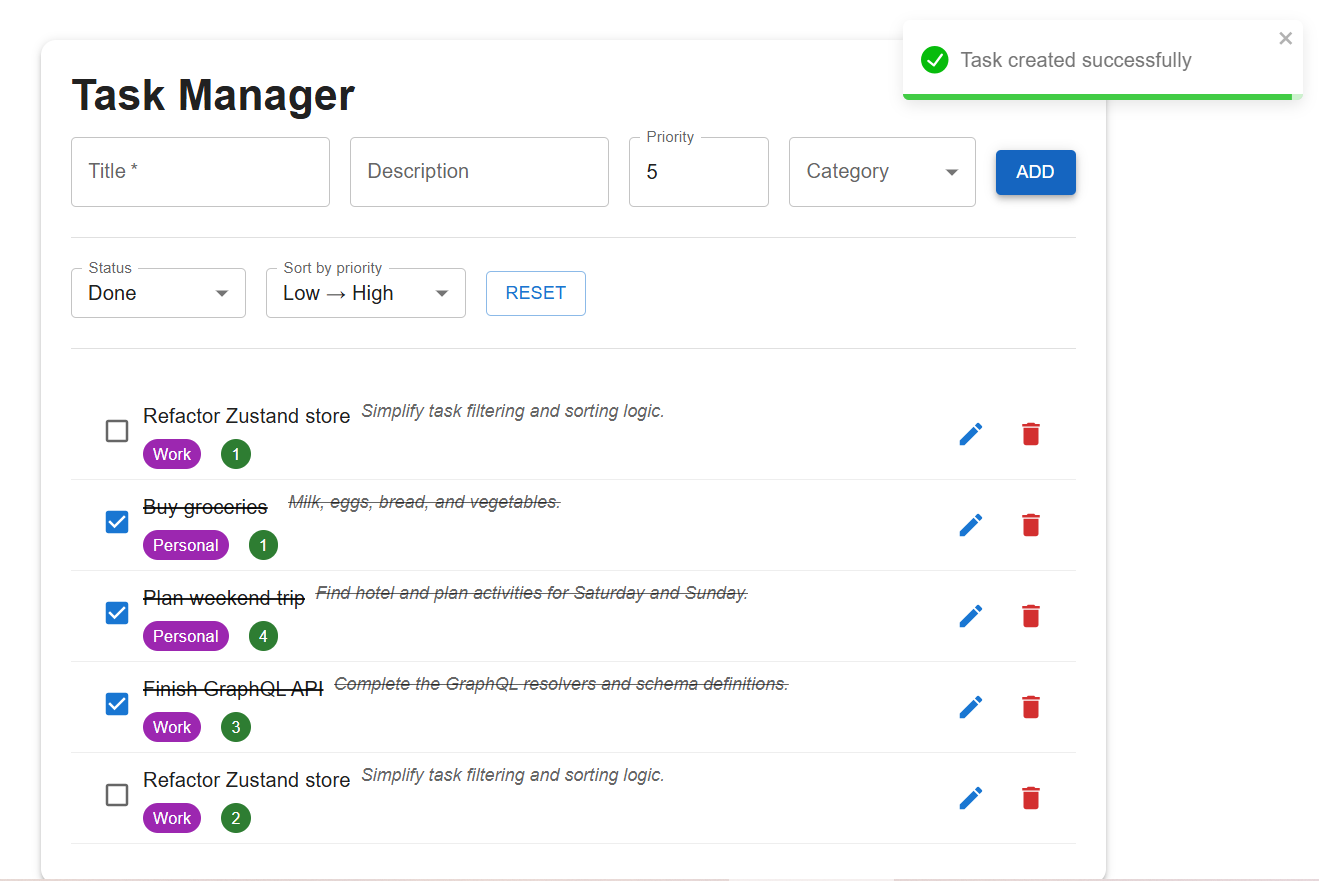 Task created successfully
Task Manager
Title *
Description
Priority
5
Category
ADD
Status
Done
Sort by priority
Low → High
RESET
Refactor Zustand store Simplify task filtering and sorting logic.
Work 1
Buy groceries Milk, eggs, bread, and vegetables.
Personal 1
Plan weekend trip Find hotel and plan activities for Saturday and Sunday.
Personal 4
Finish GraphQL API Complete the GraphQL resolvers and schema definitions.
Work 3
Refactor Zustand store Simplify task filtering and sorting logic.
Work 2